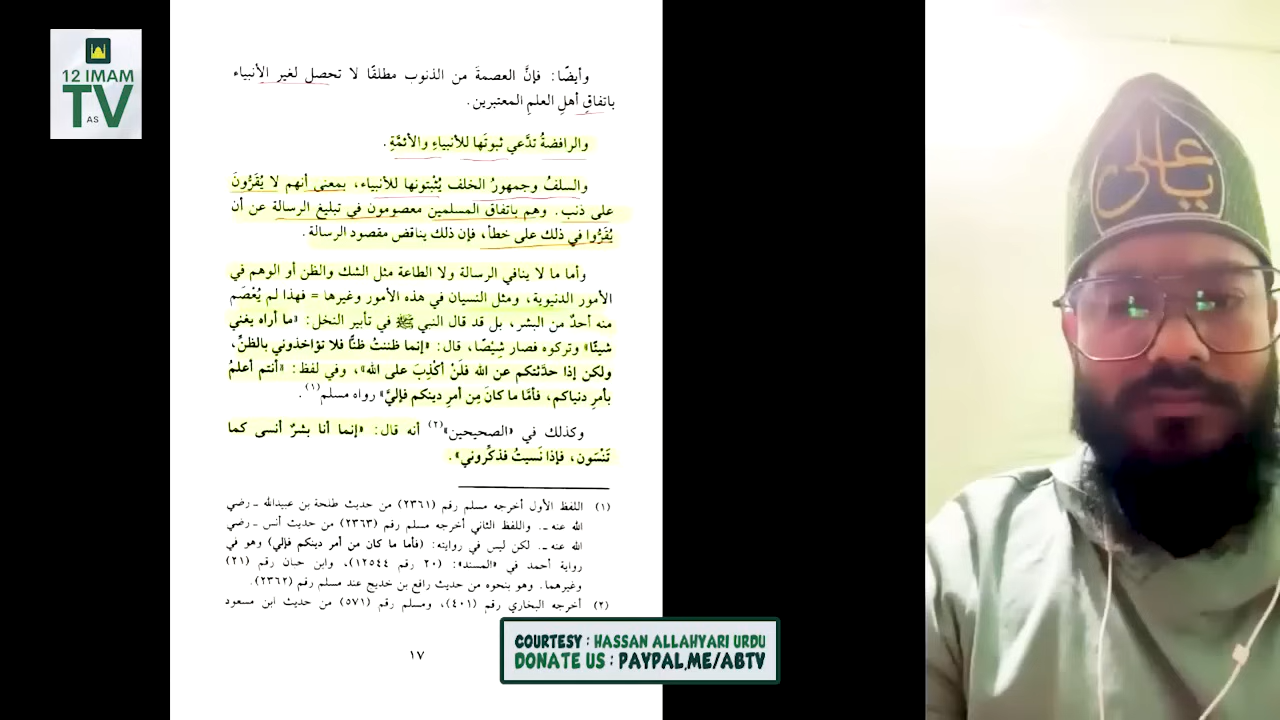 12 IMAM
TV
AS
وأيضًا: فإنَّ العصمةَ من الذنوب مطلقًا لا تحصل لغير الأنبياء
باتفاقِ أهلِ العلمِ المعتبرين.
والرافضةُ تدَّعي ثبوتَها للأنبياءِ والأئمَّةِ.
والسلفُ وجمهورُ الخلف يُثْبتونها للأنبياء، بمعنى أنهم لا يُقَرُّونَ
على ذنب. وهم باتفاق المسلمين معصومون في تبليغ الرسالة عن أن
يُقَرُّوا في ذلك على خطأ، فإن ذلك يناقض مقصود الرسالة.
وأما ما لا ينافي الرسالة ولا الطاعة مثل الشك والظن أو الوهم في
الأمور الدنيوية، ومثل النسيان في هذه الأمور وغيرها = فهذا لم يُعْصَم
منه أحدٌ من البشر، بل قد قال النبي ﷺ في تأبير النخل: «ما أراه يغني
شيئًا» وتركوه فصار شِيْصًا، قال: «إنما ظننتُ ظنًّا فلا تؤاخذوني بالظنِّ،
ولكن إذا حدَّثتكم عن الله فلَنْ أكْذِبَ على الله»، وفي لفظ: «أنتم أعلمُ
بأمرِ دنياكم، فأمَّا ما كانَ مِن أمرِ دينكم فإليَّ» رواه مسلم(١).
وكذلك في «الصحيحين»(٢) أنه قال: «إنما أنا بشرٌ أنسى كما
تَنْسَون، فإذا نَسيتُ فذكِّروني».
(١) اللفظ الأول أخرجه مسلم رقم (٢٣٦١) من حديث طلحة بن عبيدالله ـ رضي
الله عنه ـ. واللفظ الثاني أخرجه مسلم رقم (٢٣٦٣) من حديث أنس ـ رضي
الله عنه ـ. لكن ليس في روايته: (فأما ما كان من أمر دينكم فإلي) وهو في
رواية أحمد في «المسند»: (٢٠ رقم ١٢٥٤٤)، وابن حبان رقم (٢١)
وغيرهما. وهو بنحوه من حديث رافع بن خديج عند مسلم رقم (٢٣٦٢).
(٢) أخرجه البخاري رقم (٤٠١)، ومسلم رقم (٥٧١) من حديث ابن مسعود
١٧
يا علي
COURTESY : HASSAN ALLAHYARI URDU
DONATE US : PAYPAL.ME/ABTV